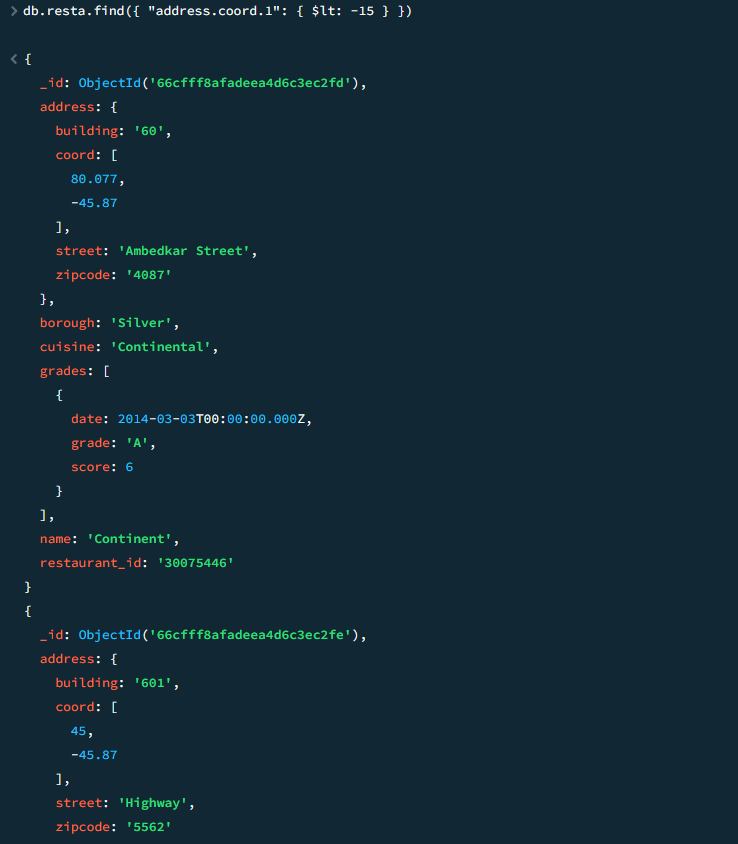 > db.resta.find({ "address.coord.1": { $lt: -15 } })
< {
_id: ObjectId('66cfff8afadeea4d6c3ec2fd'),
address: {
building: '60',
coord: [
80.077,
-45.87
],
street: 'Ambedkar Street',
zipcode: '4087'
},
borough: 'Silver',
cuisine: 'Continental',
grades: [
{
date: 2014-03-03T00:00:00.000Z,
grade: 'A',
score: 6
}
],
name: 'Continent',
restaurant_id: '30075446'
}
{
_id: ObjectId('66cfff8afadeea4d6c3ec2fe'),
address: {
building: '601',
coord: [
45,
-45.87
],
street: 'Highway',
zipcode: '5562'